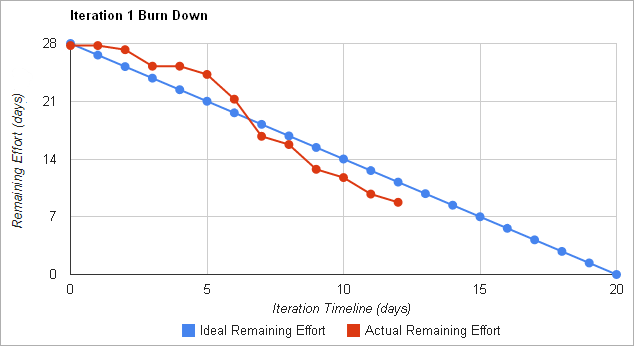 Iteration 1 Burn Down
28
21
14
7
0
Remaining Effort (days)
0 5 10 15 20
Iteration Timeline (days)
Ideal Remaining Effort Actual Remaining Effort